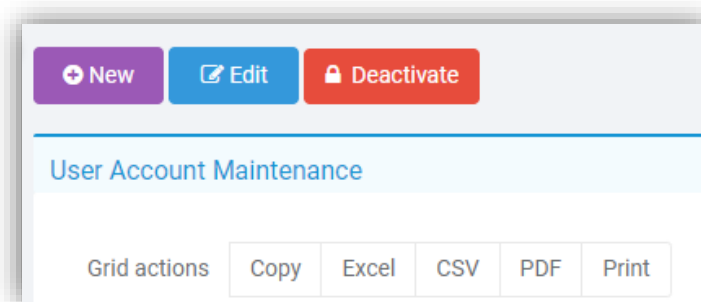 New Edit Deactivate
User Account Maintenance
Grid actions Copy Excel CSV PDF Print